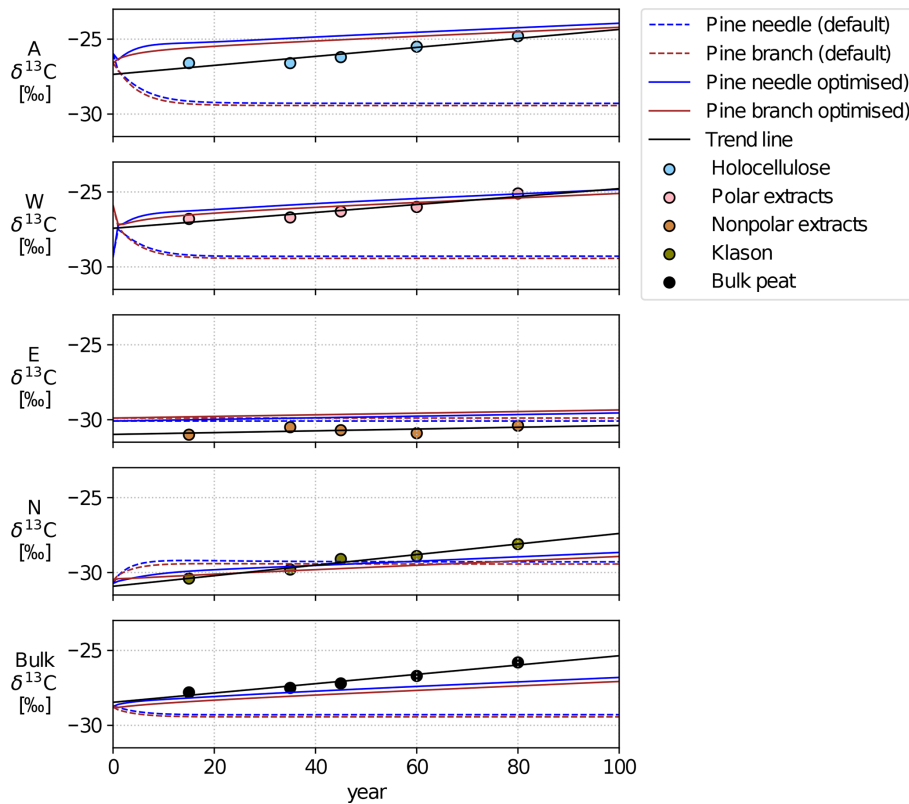 A
δ¹³C
[‰]
−25
−30
W
δ¹³C
[‰]
−25
−30
E
δ¹³C
[‰]
−25
−30
N
δ¹³C
[‰]
−25
−30
Bulk
δ¹³C
[‰]
−25
−30
0 20 40 60 80 100
year
Pine needle (default)
Pine branch (default)
Pine needle optimised)
Pine branch optimised)
Trend line
Holocellulose
Polar extracts
Nonpolar extracts
Klason
Bulk peat